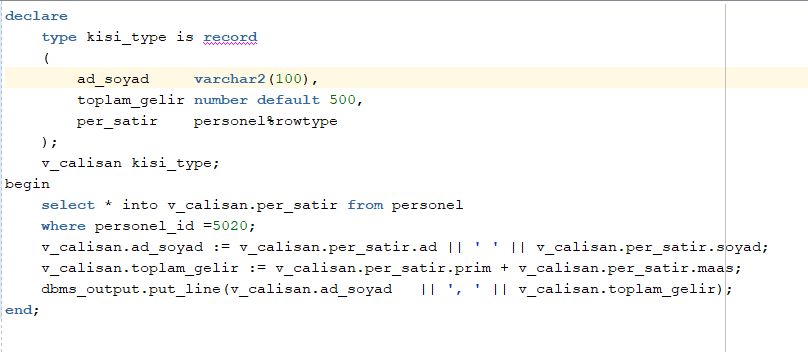 declare
    type kisi_type is record
    (
        ad_soyad     varchar2(100),
        toplam_gelir number default 500,
        per_satir    personel%rowtype
    );
    v_calisan kisi_type;
begin
    select * into v_calisan.per_satir from personel
    where personel_id =5020;
    v_calisan.ad_soyad := v_calisan.per_satir.ad || ' ' || v_calisan.per_satir.soyad;
    v_calisan.toplam_gelir := v_calisan.per_satir.prim + v_calisan.per_satir.maas;
    dbms_output.put_line(v_calisan.ad_soyad   || ', ' || v_calisan.toplam_gelir);
end;